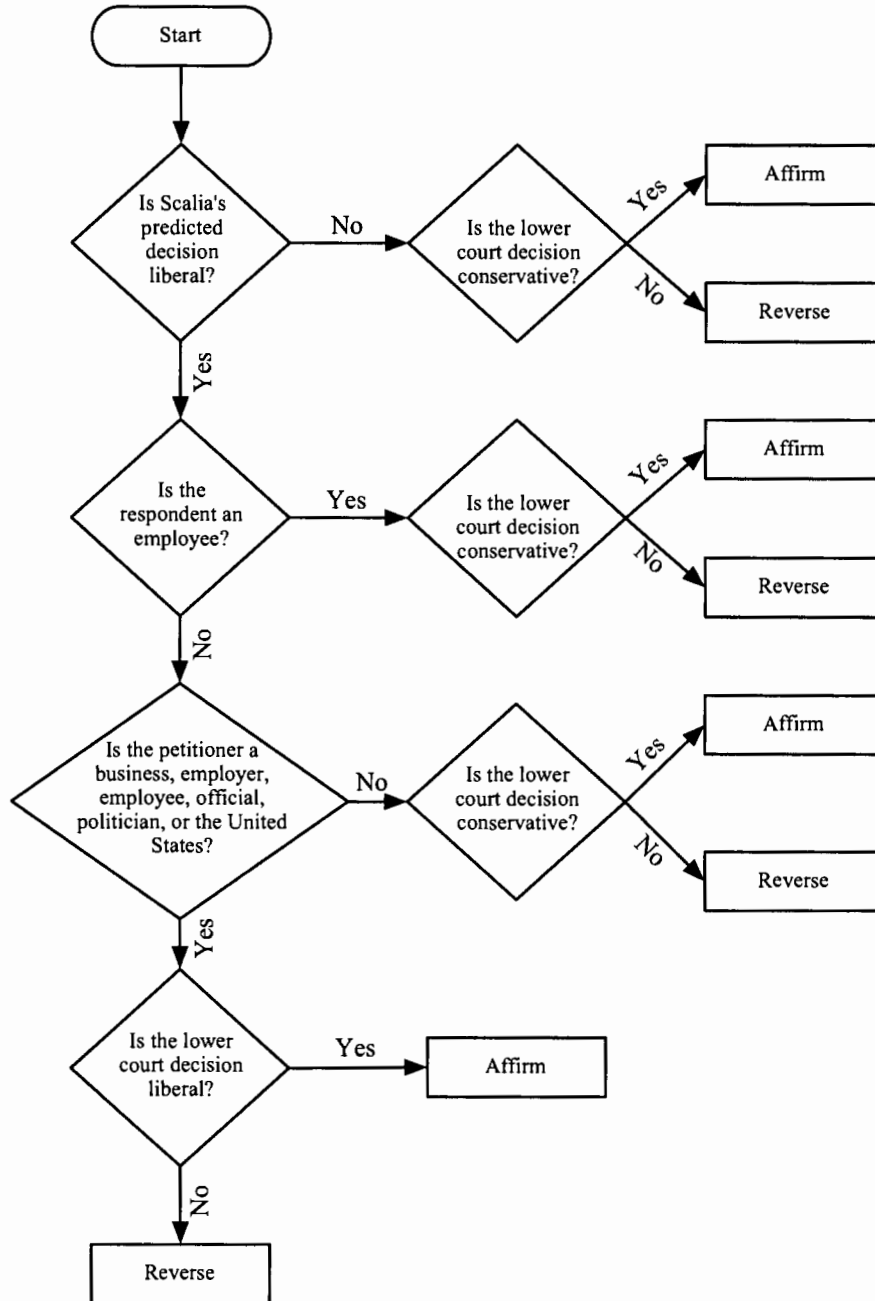 Start
Is Scalia's
predicted
decision
liberal?
No
Is the lower
court decision
conservative?
Yes
Affirm
No
Reverse
Yes
Is the
respondent an
employee?
Yes
Is the lower
court decision
conservative?
Yes
Affirm
No
Reverse
No
Is the petitioner a
business, employer,
employee, official,
politician, or the United
States?
No
Is the lower
court decision
conservative?
Yes
Affirm
No
Reverse
Yes
Is the lower
court decision
liberal?
Yes
Affirm
No
Reverse